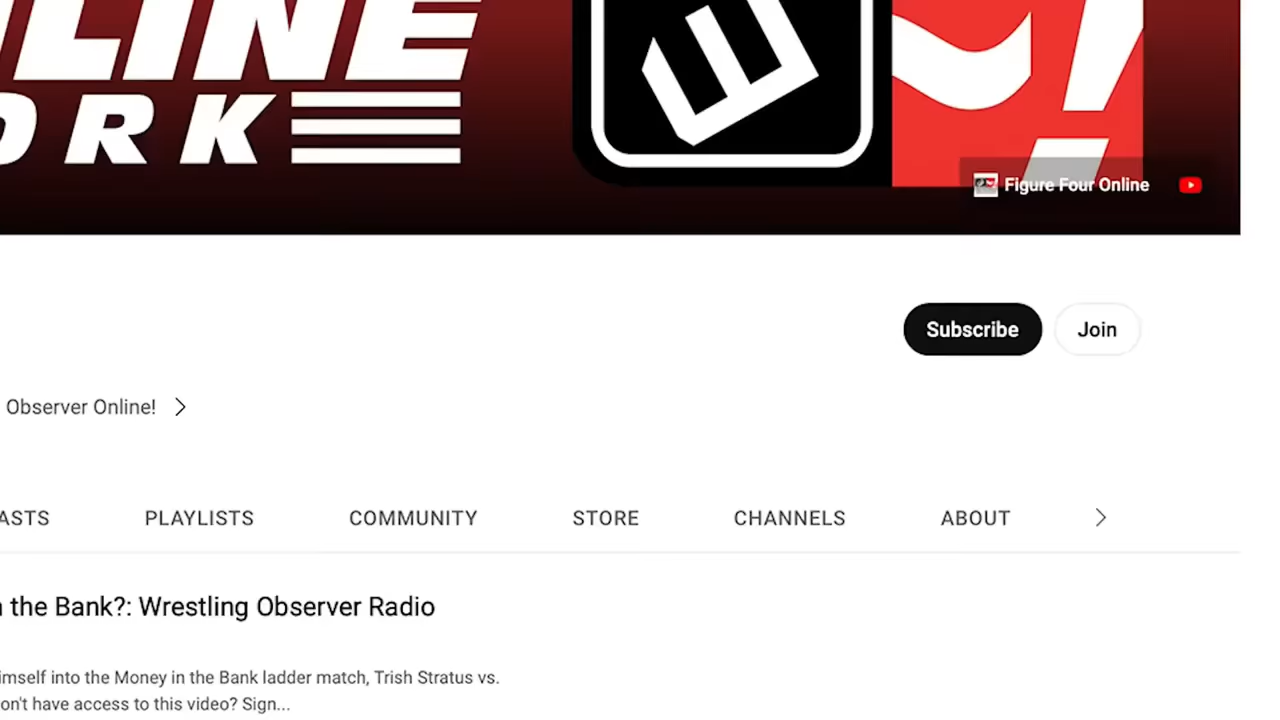 LINE
ORK
Figure Four Online
Subscribe
Join
Observer Online!
ASTS
PLAYLISTS
COMMUNITY
STORE
CHANNELS
ABOUT
the Bank?: Wrestling Observer Radio
imself into the Money in the Bank ladder match, Trish Stratus vs.
on't have access to this video? Sign...